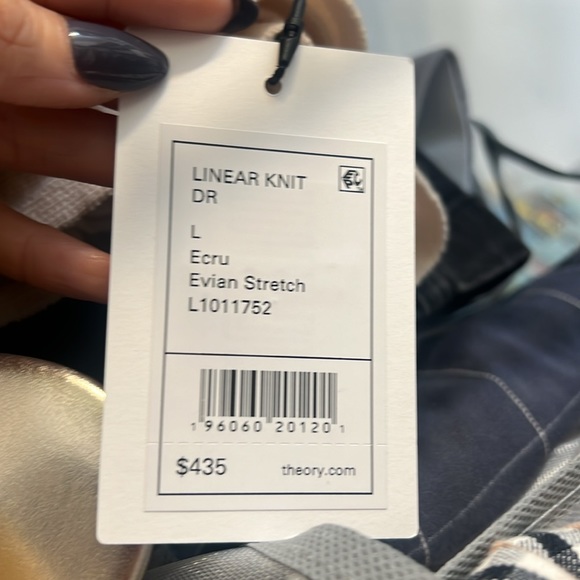 LINEAR KNIT
DR
L
Ecru
Evian Stretch
L1011752
1 96060 20120 1
$435
theory.com